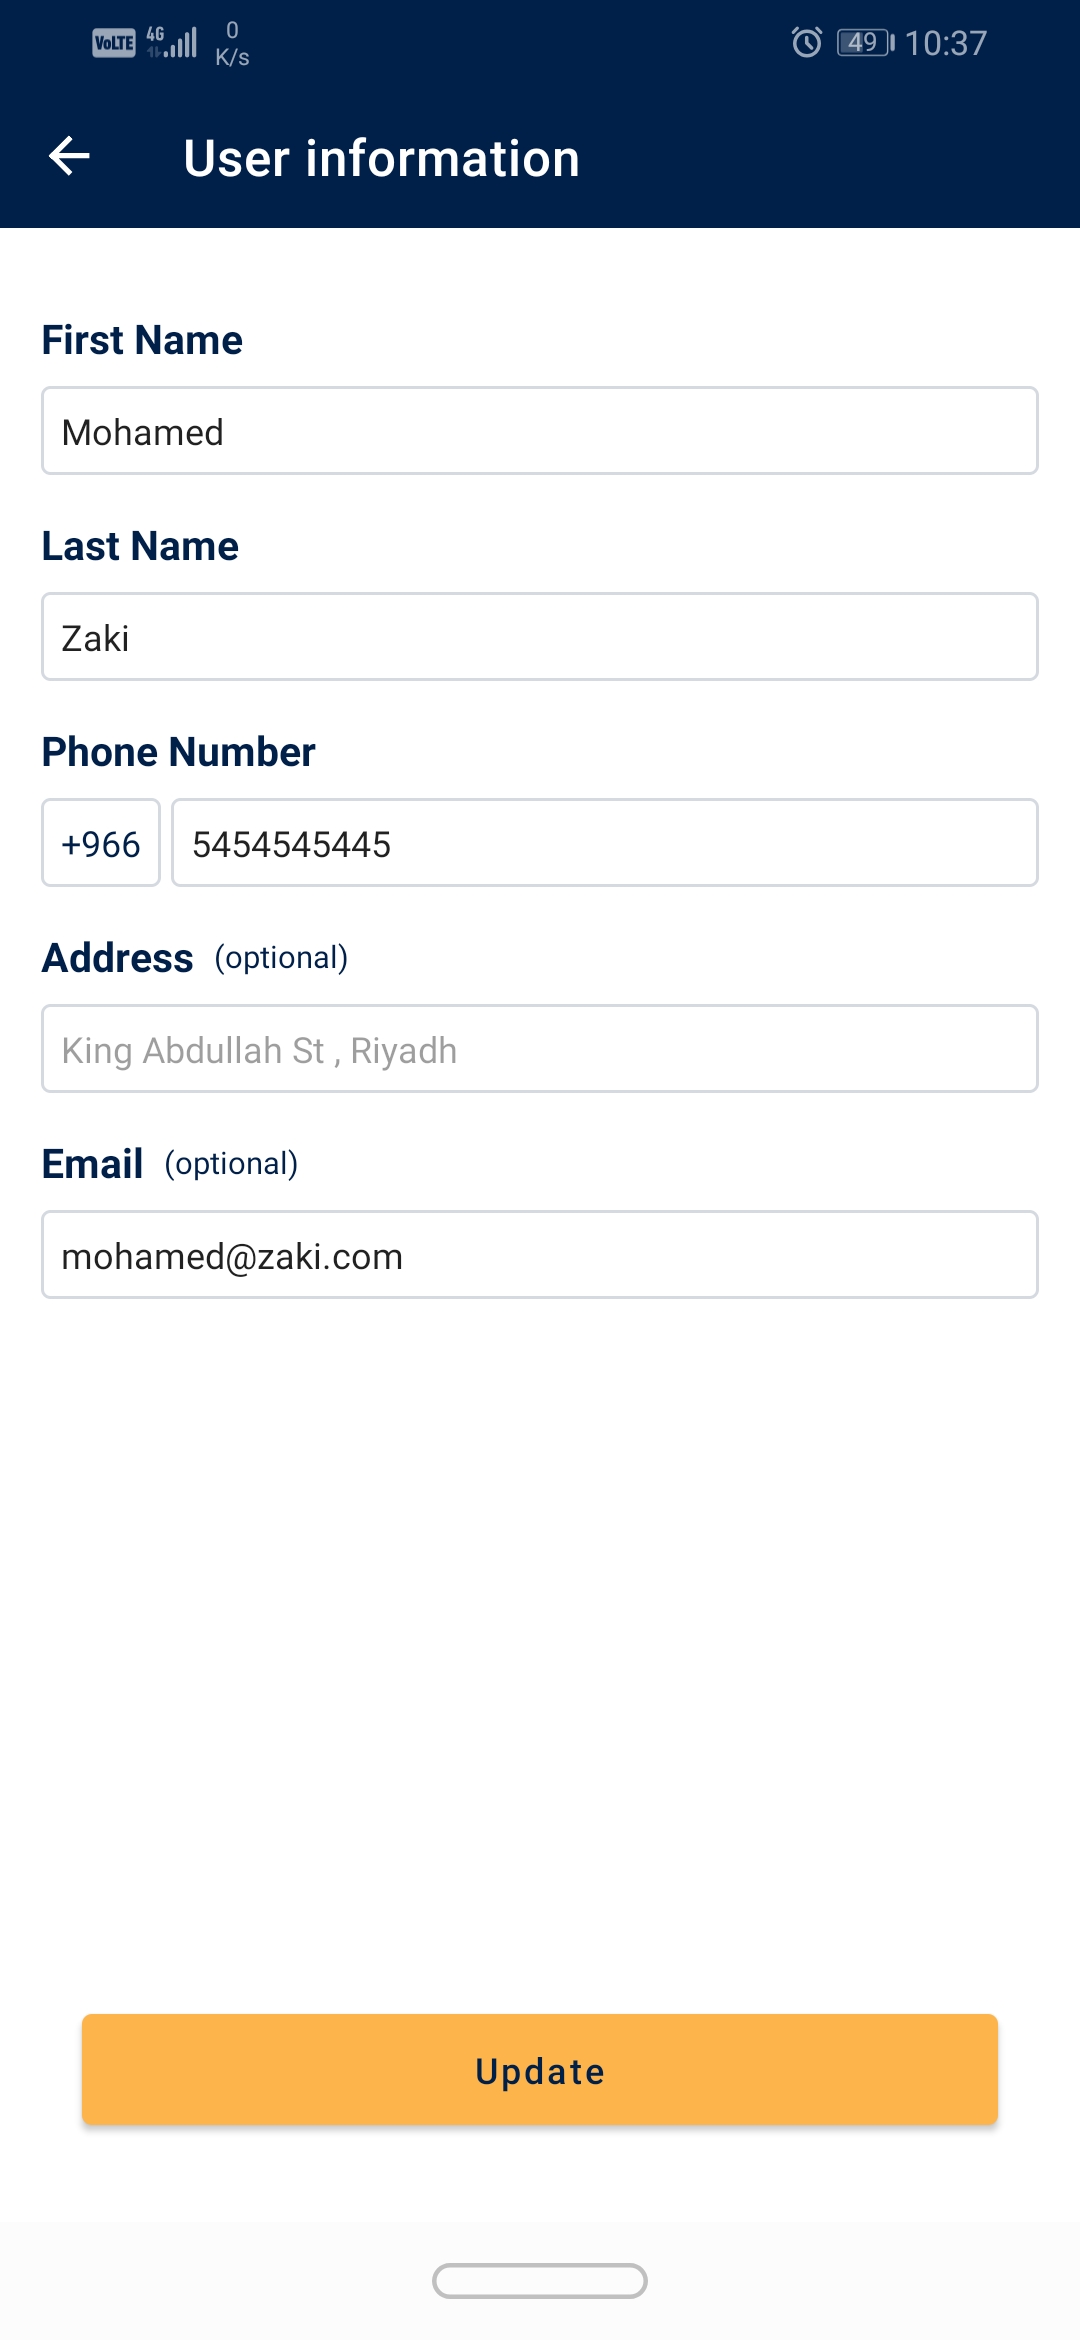 VoLTE 4G 0 K/s 49 10:37
User information
First Name
Mohamed
Last Name
Zaki
Phone Number
+966 5454545445
Address (optional)
King Abdullah St , Riyadh
Email (optional)
mohamed@zaki.com
Update